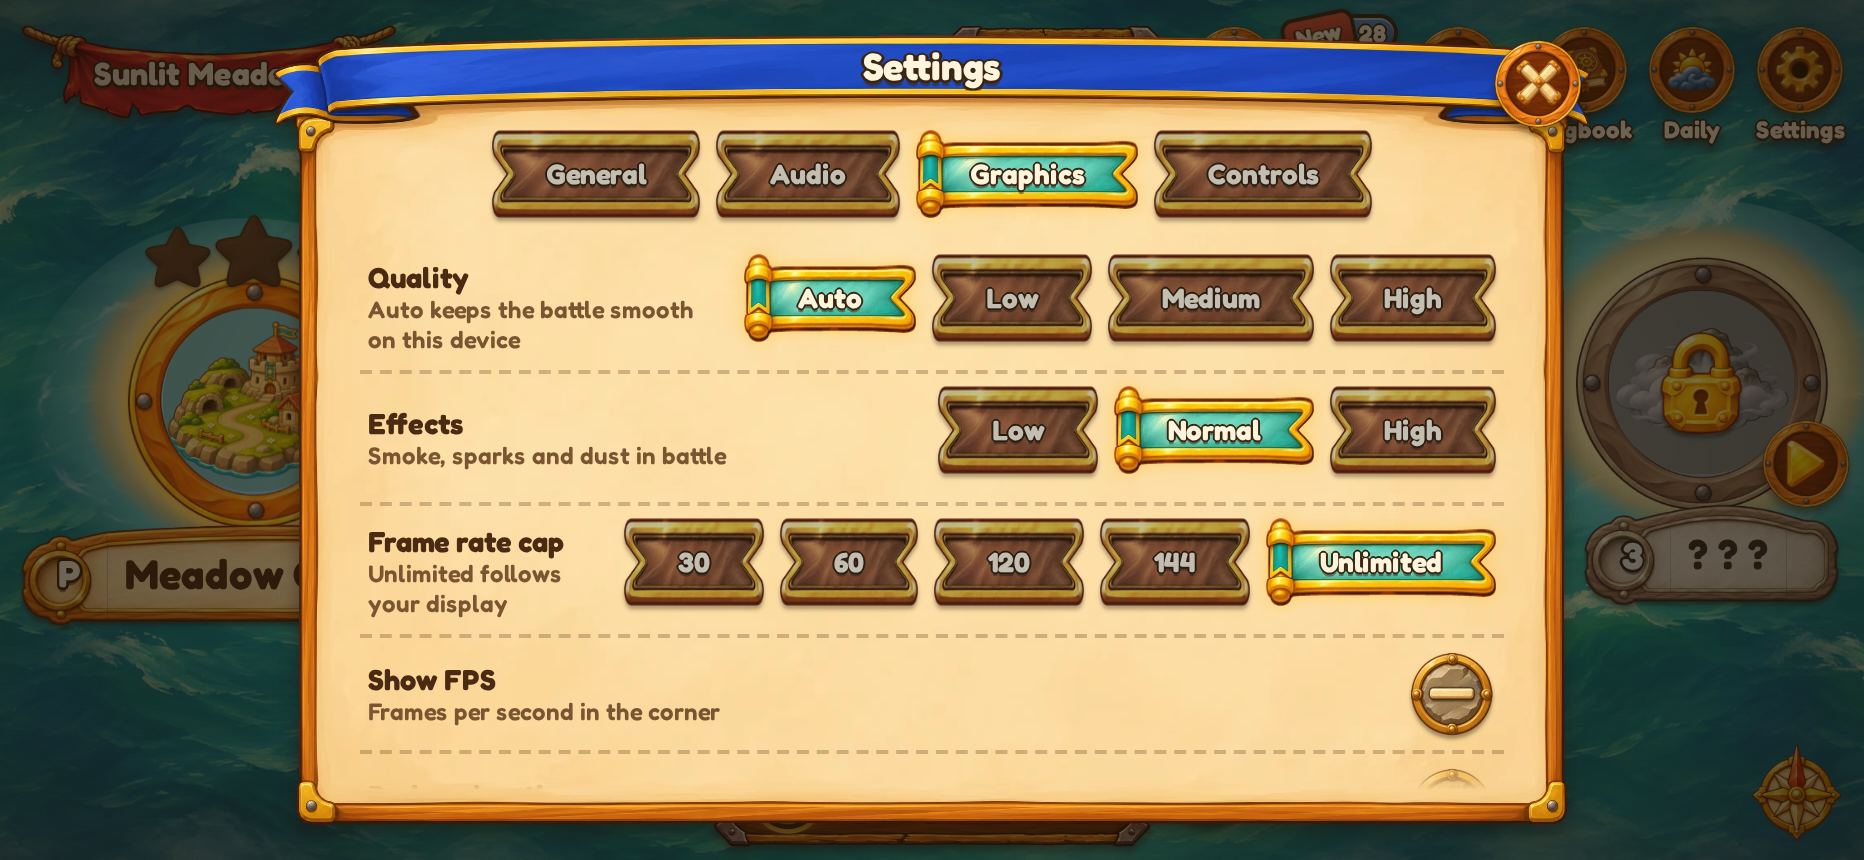 New 28
Sunlit
Settings
gbook Daily Settings
General Audio Graphics Controls
Quality
Auto keeps the battle smooth
on this device
Auto Low Medium High
Effects
Smoke, sparks and dust in battle
Low Normal High
Frame rate cap
Unlimited follows
your display
30 60 120 144 Unlimited
Show FPS
Frames per second in the corner
P Meadow
3 ???